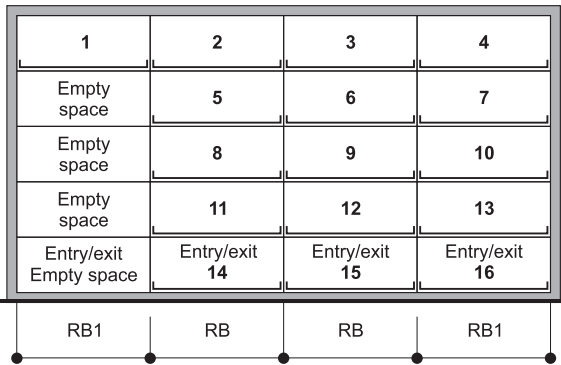 1 2 3 4
Empty
space
5 6 7
Empty
space
8 9 10
Empty
space
11 12 13
Entry/exit Entry/exit Entry/exit Entry/exit
Empty space 14 15 16
RB1 RB RB RB1